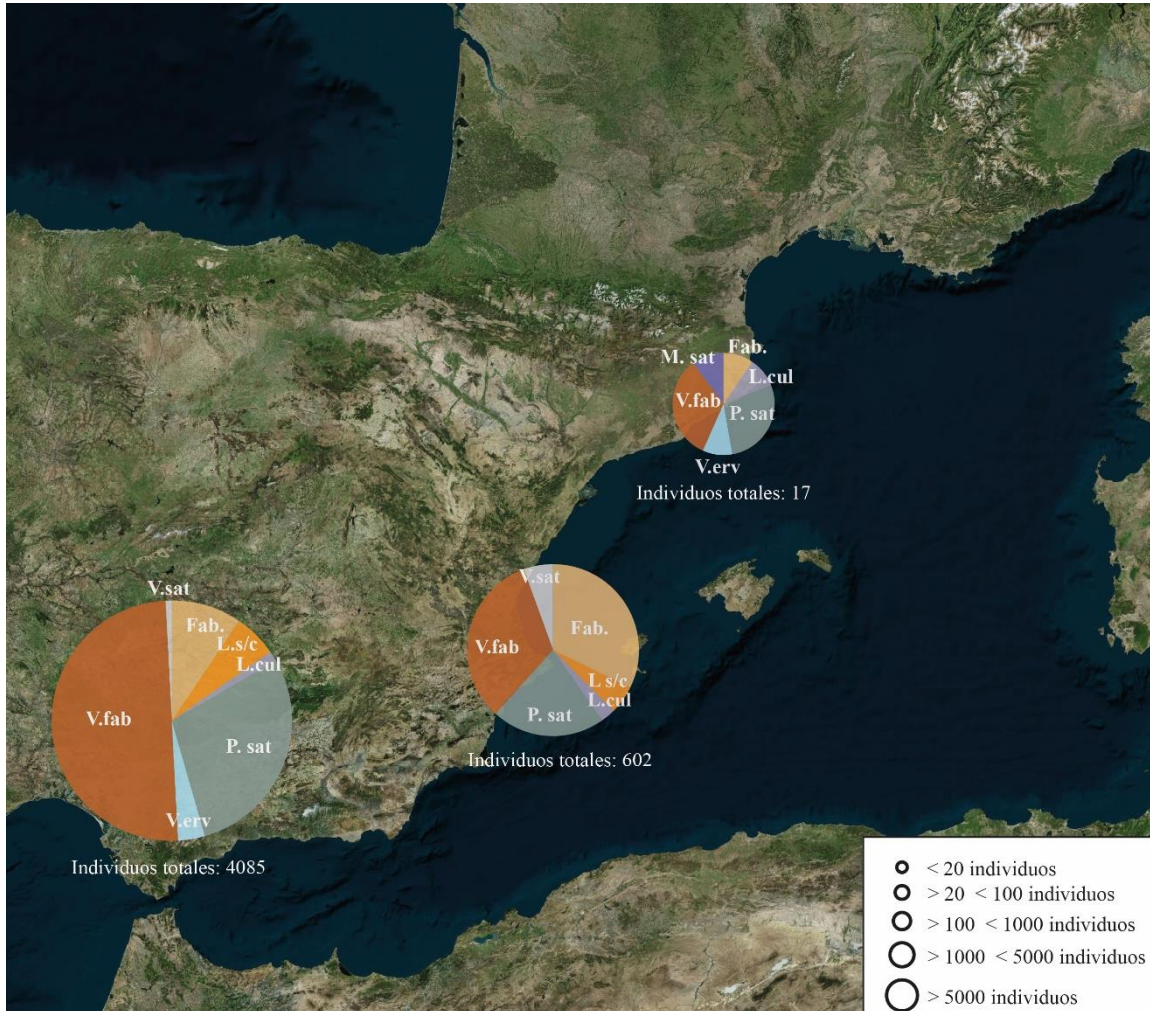 Fab.
M. sat
L.cul
V.fab
P. sat
V.erv
Individuos totales: 17
V.sat
Fab.
V.fab
L s/c
L.cul
P. sat
Individuos totales: 602
V.sat
Fab.
L.s/c
L.cul
V.fab
P. sat
V.erv
Individuos totales: 4085
< 20 individuos
> 20 < 100 individuos
> 100 < 1000 individuos
> 1000 < 5000 individuos
> 5000 individuos